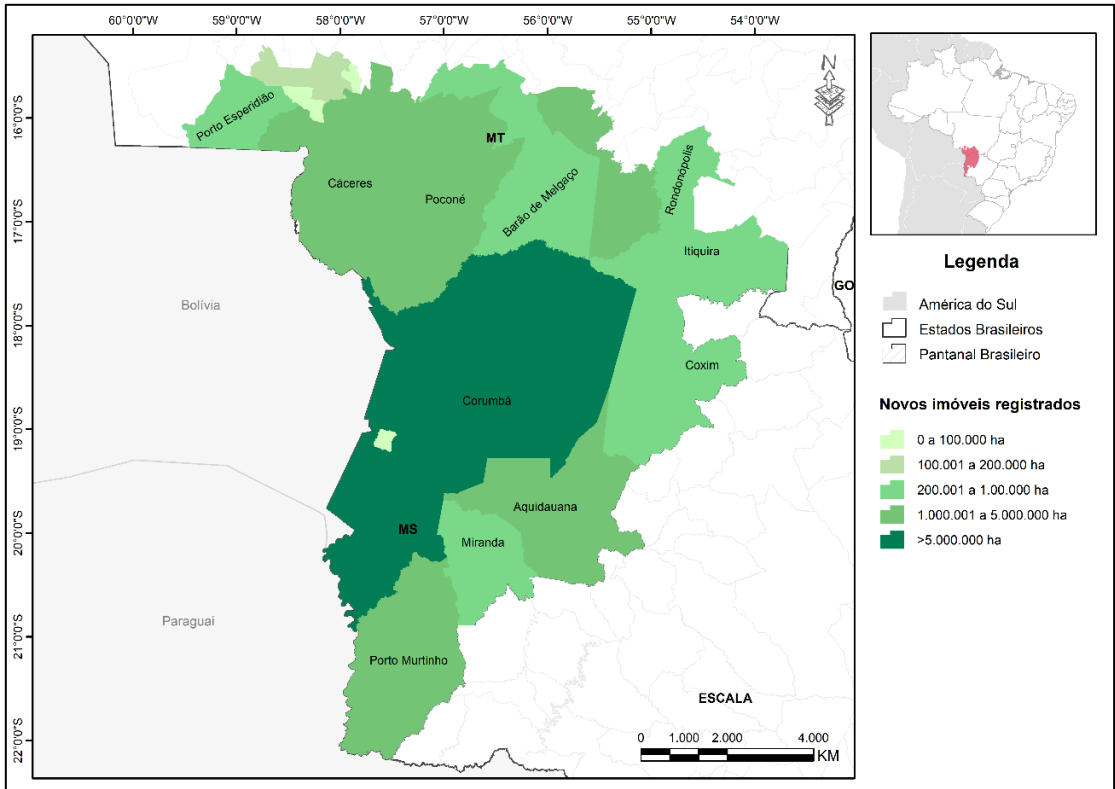 60°0'0"W 59°0'0"W 58°0'0"W 57°0'0"W 56°0'0"W 55°0'0"W 54°0'0"W
N
16°0'0"S
17°0'0"S
18°0'0"S
19°0'0"S
20°0'0"S
21°0'0"S
22°0'0"S
Porto Esperidião
MT
Cáceres
Poconé
Barão de Melgaço
Rondonópolis
Itiquira
GO
Bolívia
Coxim
Corumbá
Aquidauana
MS
Miranda
Paraguai
Porto Murtinho
ESCALA
0 1.000 2.000 4.000
KM
Legenda
América do Sul
Estados Brasileiros
Pantanal Brasileiro
Novos imóveis registrados
0 a 100.000 ha
100.001 a 200.000 ha
200.001 a 1.00.000 ha
1.000.001 a 5.000.000 ha
>5.000.000 ha